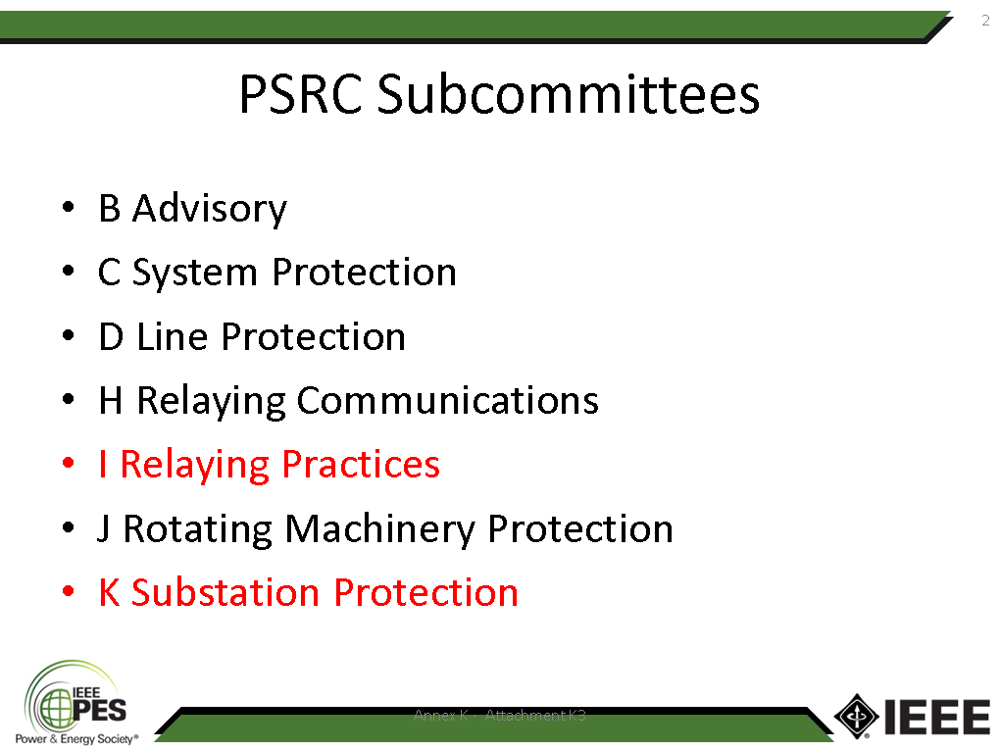 2
PSRC Subcommittees
• B Advisory
• C System Protection
• D Line Protection
• H Relaying Communications
• I Relaying Practices
• J Rotating Machinery Protection
• K Substation Protection
IEEE
PES
Power & Energy Society®
Annex K - Attachment K3
IEEE